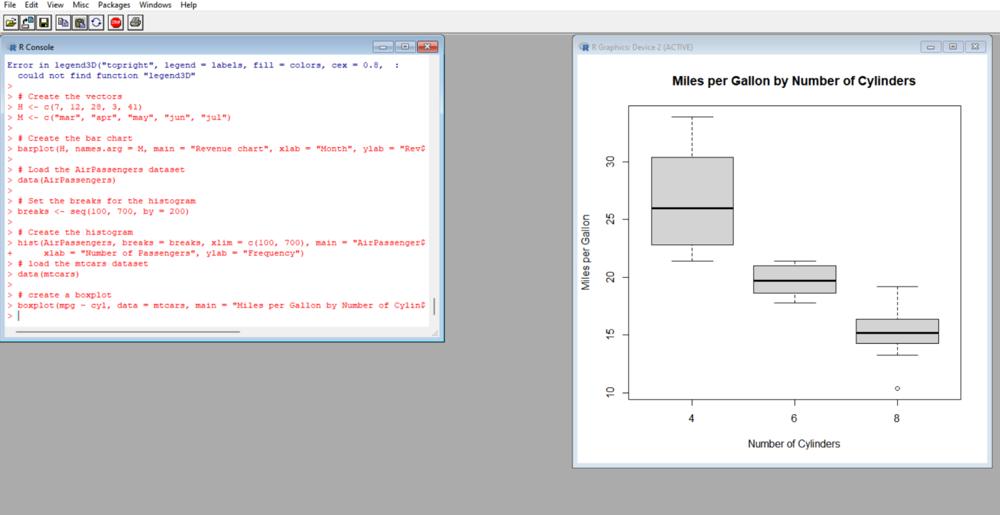 File Edit View Misc Packages Windows Help
STOP
R Console
Error in legend3D("topright", legend = labels, fill = colors, cex = 0.8,  :
  could not find function "legend3D"
>
> # Create the vectors
> H <- c(7, 12, 28, 3, 41)
> M <- c("mar", "apr", "may", "jun", "jul")
>
> # Create the bar chart
> barplot(H, names.arg = M, main = "Revenue chart", xlab = "Month", ylab = "Rev$
>
> # Load the AirPassengers dataset
> data(AirPassengers)
>
> # Set the breaks for the histogram
> breaks <- seq(100, 700, by = 200)
>
> # Create the histogram
> hist(AirPassengers, breaks = breaks, xlim = c(100, 700), main = "AirPassenger$
+      xlab = "Number of Passengers", ylab = "Frequency")
> # load the mtcars dataset
> data(mtcars)
>
> # create a boxplot
> boxplot(mpg ~ cyl, data = mtcars, main = "Miles per Gallon by Number of Cylin$
>
R Graphics: Device 2 (ACTIVE)
Miles per Gallon by Number of Cylinders
Miles per Gallon
30
25
20
15
10
4 6 8
Number of Cylinders